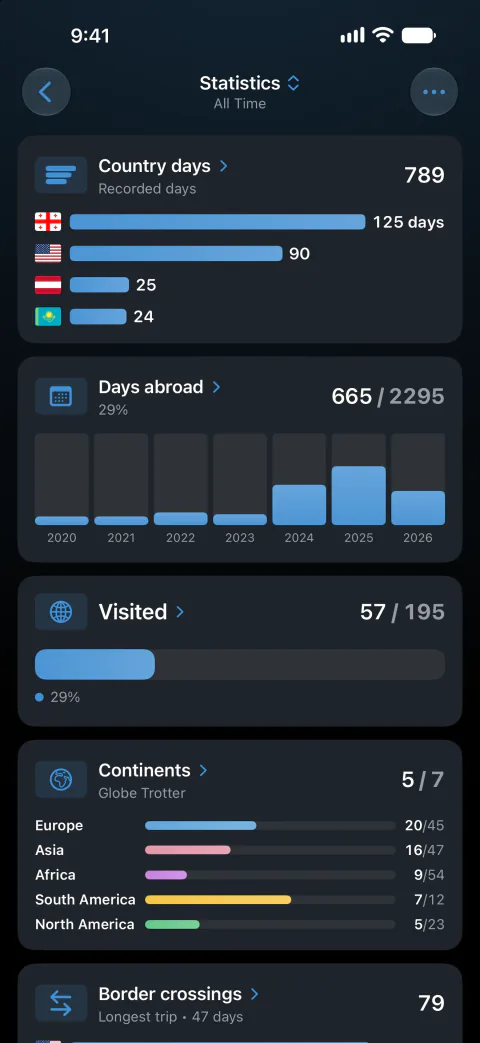 9:41
Statistics
All Time
Country days
789
Recorded days
125 days
90
25
24
Days abroad
665 / 2295
29%
2020 2021 2022 2023 2024 2025 2026
Visited
57 / 195
29%
Continents
5 / 7
Globe Trotter
Europe 20/45
Asia 16/47
Africa 9/54
South America 7/12
North America 5/23
Border crossings
79
Longest trip • 47 days